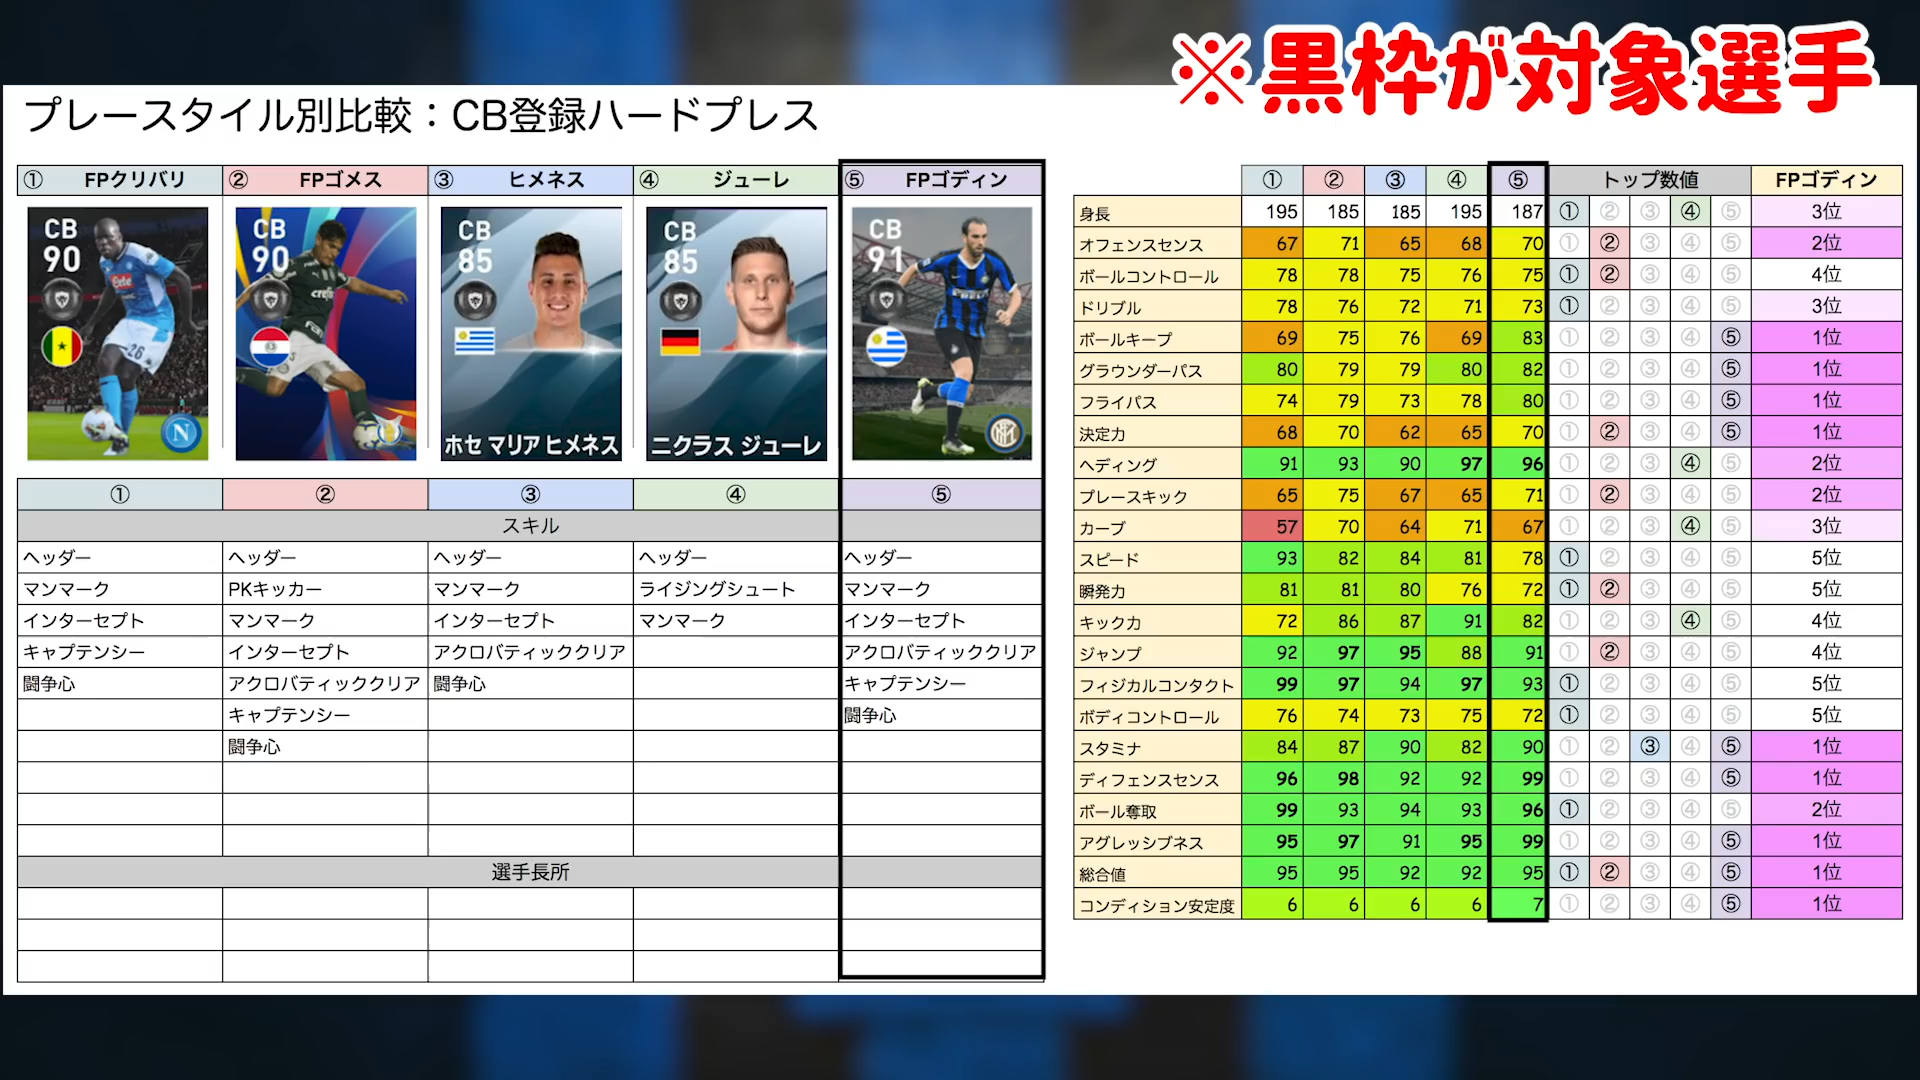 ※黒枠が対象選手
プレースタイル別比較：CB登録ハードプレス
① FPクリバリ ② FPゴメス ③ ヒメネス ④ ジューレ ⑤ FPゴディン
CB 90 CB 90 CB 85 CB 85 CB 91
ホセ マリア ヒメネス ニクラス ジューレ
① ② ③ ④ ⑤
スキル
ヘッダー ヘッダー ヘッダー ヘッダー ヘッダー
マンマーク PKキッカー マンマーク ライジングシュート マンマーク
インターセプト マンマーク インターセプト マンマーク インターセプト
キャプテンシー インターセプト アクロバティッククリア アクロバティッククリア
闘争心 アクロバティッククリア 闘争心 キャプテンシー
キャプテンシー 闘争心
闘争心
選手長所
① ② ③ ④ ⑤ トップ数値 FPゴディン
身長 195 185 185 195 187 ① ② ③ ④ ⑤ 3位
オフェンスセンス 67 71 65 68 70 ① ② ③ ④ ⑤ 2位
ボールコントロール 78 78 75 76 75 ① ② ③ ④ ⑤ 4位
ドリブル 78 76 72 71 73 ① ② ③ ④ ⑤ 3位
ボールキープ 69 75 76 69 83 ① ② ③ ④ ⑤ 1位
グラウンダーパス 80 79 79 80 82 ① ② ③ ④ ⑤ 1位
フライパス 74 79 73 78 80 ① ② ③ ④ ⑤ 1位
決定力 68 70 62 65 70 ① ② ③ ④ ⑤ 1位
ヘディング 91 93 90 97 96 ① ② ③ ④ ⑤ 2位
プレースキック 65 75 67 65 71 ① ② ③ ④ ⑤ 2位
カーブ 57 70 64 71 67 ① ② ③ ④ ⑤ 3位
スピード 93 82 84 81 78 ① ② ③ ④ ⑤ 5位
瞬発力 81 81 80 76 72 ① ② ③ ④ ⑤ 5位
キック力 72 86 87 91 82 ① ② ③ ④ ⑤ 4位
ジャンプ 92 97 95 88 91 ① ② ③ ④ ⑤ 4位
フィジカルコンタクト 99 97 94 97 93 ① ② ③ ④ ⑤ 5位
ボディコントロール 76 74 73 75 72 ① ② ③ ④ ⑤ 5位
スタミナ 84 87 90 82 90 ① ② ③ ④ ⑤ 1位
ディフェンスセンス 96 98 92 92 99 ① ② ③ ④ ⑤ 1位
ボール奪取 99 93 94 93 96 ① ② ③ ④ ⑤ 2位
アグレッシブネス 95 97 91 95 99 ① ② ③ ④ ⑤ 1位
総合値 95 95 92 92 95 ① ② ③ ④ ⑤ 1位
コンディション安定度 6 6 6 6 7 ① ② ③ ④ ⑤ 1位